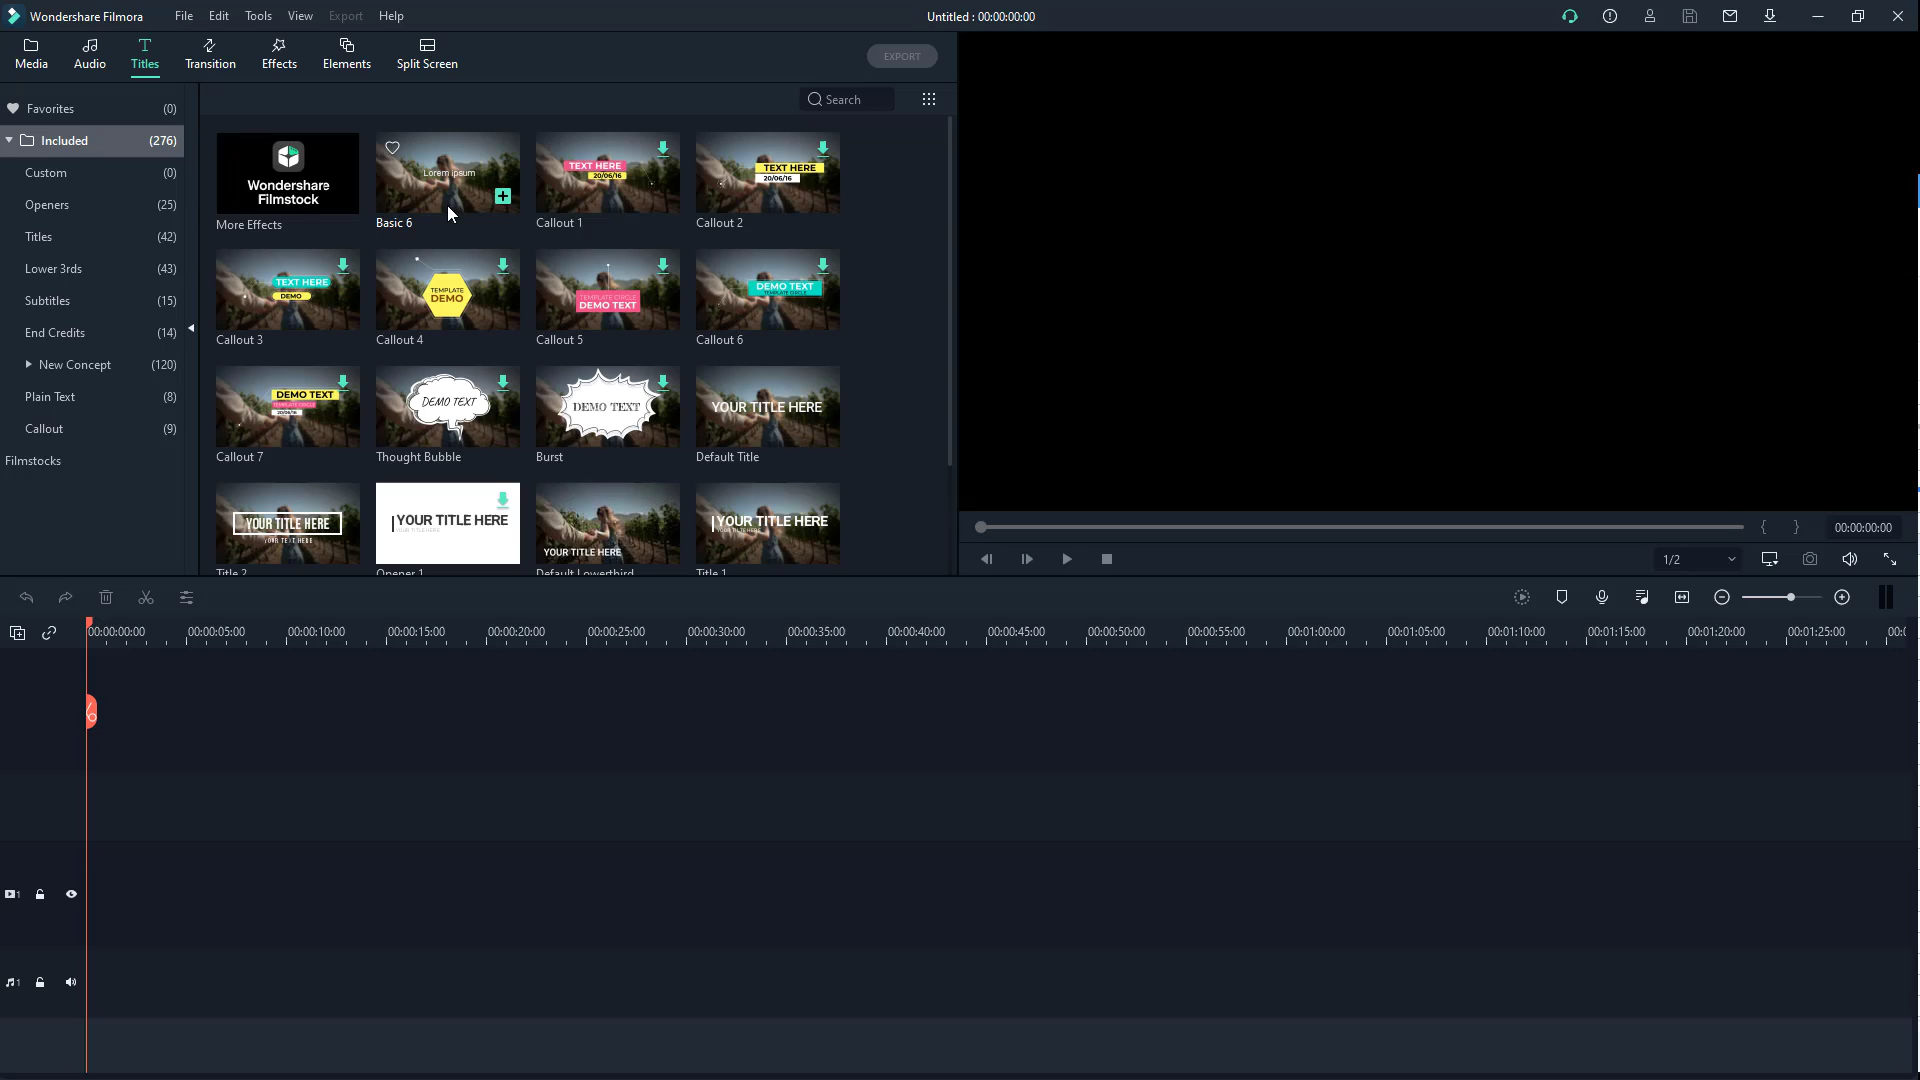 Wondershare Filmora File Edit Tools View Export Help Untitled : 00:00:00:00
Media Audio Titles Transition Effects Elements Split Screen EXPORT
Search
Favorites (0)
Included (276)
Custom (0)
Openers (25)
Titles (42)
Lower 3rds (43)
Subtitles (15)
End Credits (14)
New Concept (120)
Plain Text (8)
Callout (9)
Filmstocks
Wondershare
Filmstock
More Effects
Lorem ipsum
Basic 6
TEXT HERE
20/06/16
Callout 1
TEXT HERE
20/06/16
Callout 2
TEXT HERE
DEMO
Callout 3
TEMPLATE
DEMO
Callout 4
TEMPLATE CIRCLE
DEMO TEXT
Callout 5
DEMO TEXT
TEMPLATE CIRCLE
Callout 6
DEMO TEXT
TEMPLATE CIRCLE
20/06/16
Callout 7
DEMO TEXT
Thought Bubble
DEMO TEXT
Burst
YOUR TITLE HERE
Default Title
YOUR TITLE HERE
YOUR TEXT HERE
Title 2
YOUR TITLE HERE
YOUR TITLE HERE
Opener 1
YOUR TITLE HERE
Default Lowerthird
YOUR TITLE HERE
YOUR TITLE HERE
Title 1
{ } 00:00:00:00
1/2
00:00:00:00 00:00:05:00 00:00:10:00 00:00:15:00 00:00:20:00 00:00:25:00 00:00:30:00 00:00:35:00 00:00:40:00 00:00:45:00 00:00:50:00 00:00:55:00 00:01:00:00 00:01:05:00 00:01:10:00 00:01:15:00 00:01:20:00 00:01:25:00 00:0
1
1